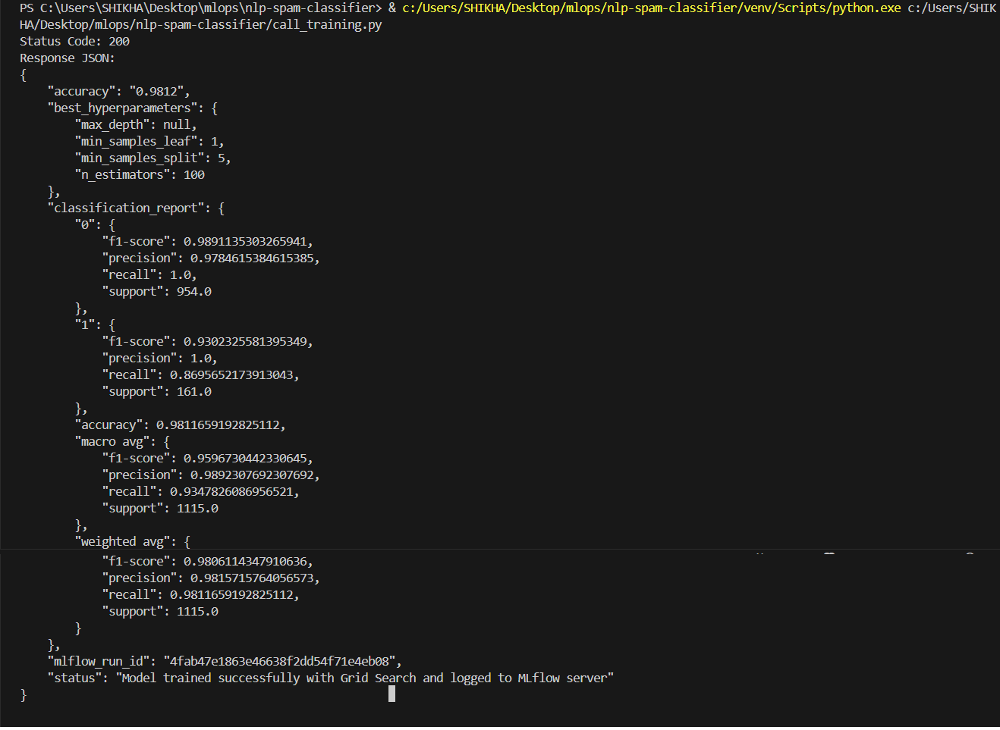 PS C:\Users\SHIKHA\Desktop\mlops\nlp-spam-classifier> & c:/Users/SHIKHA/Desktop/mlops/nlp-spam-classifier/venv/Scripts/python.exe c:/Users/SHIK
HA/Desktop/mlops/nlp-spam-classifier/call_training.py
Status Code: 200
Response JSON:
{
    "accuracy": "0.9812",
    "best_hyperparameters": {
        "max_depth": null,
        "min_samples_leaf": 1,
        "min_samples_split": 5,
        "n_estimators": 100
    },
    "classification_report": {
        "0": {
            "f1-score": 0.9891135303265941,
            "precision": 0.9784615384615385,
            "recall": 1.0,
            "support": 954.0
        },
        "1": {
            "f1-score": 0.9302325581395349,
            "precision": 1.0,
            "recall": 0.8695652173913043,
            "support": 161.0
        },
        "accuracy": 0.9811659192825112,
        "macro avg": {
            "f1-score": 0.9596730442330645,
            "precision": 0.9892307692307692,
            "recall": 0.9347826086956521,
            "support": 1115.0
        },
        "weighted avg": {
            "f1-score": 0.9806114347910636,
            "precision": 0.9815715764056573,
            "recall": 0.9811659192825112,
            "support": 1115.0
        }
    },
    "mlflow_run_id": "4fab47e1863e46638f2dd54f71e4eb08",
    "status": "Model trained successfully with Grid Search and logged to MLflow server"
}